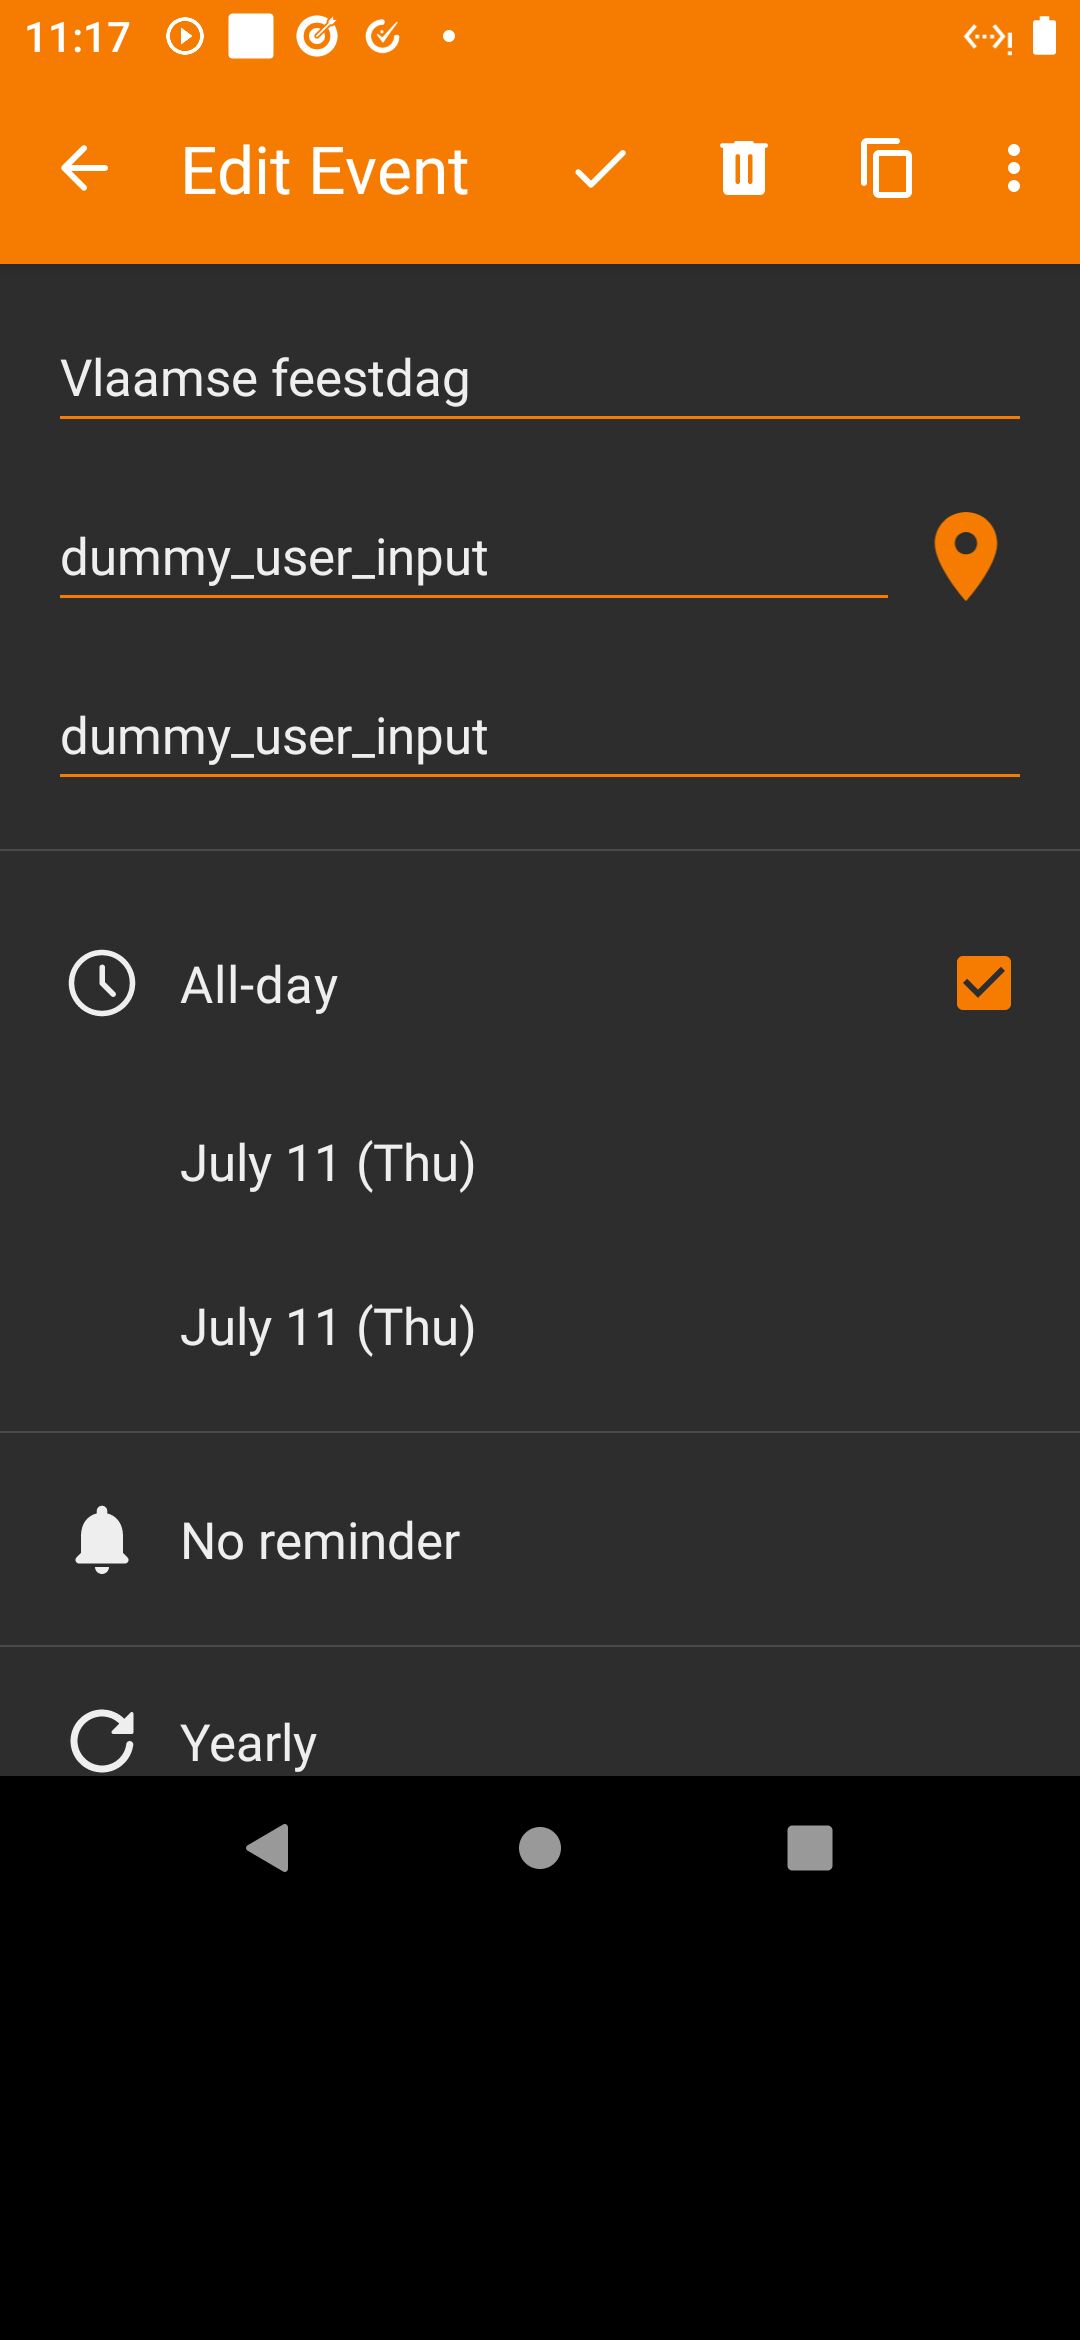 11:17
Edit Event
Vlaamse feestdag
dummy_user_input
dummy_user_input
All-day
July 11 (Thu)
July 11 (Thu)
No reminder
Yearly